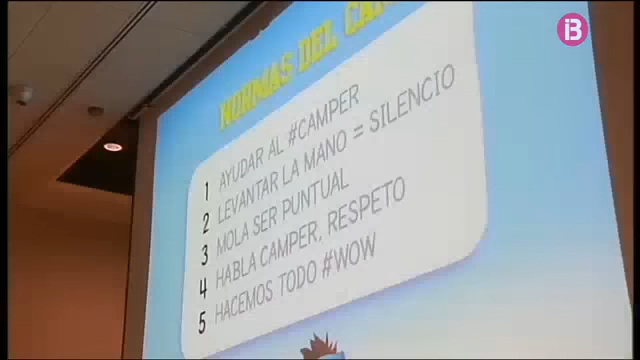 NORMAS DEL
1 AYUDAR AL #CAMPER
2 LEVANTAR LA MANO = SILENCIO
3 MOLA SER PUNTUAL
4 HABLA CAMPER, RESPETO
5 HACEMOS TODO #WOW
iB